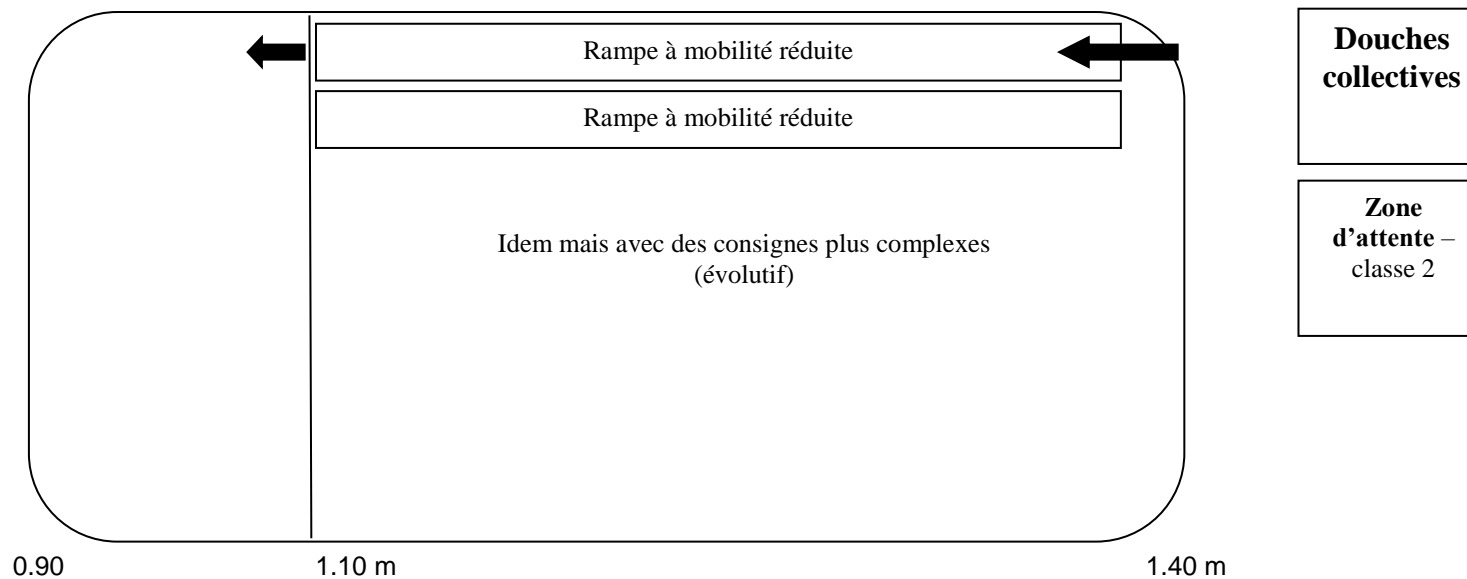 Rampe à mobilité réduite
Rampe à mobilité réduite
Idem mais avec des consignes plus complexes
(évolutif)
Douches
collectives
Zone
d'attente –
classe 2
0.90
1.10 m
1.40 m